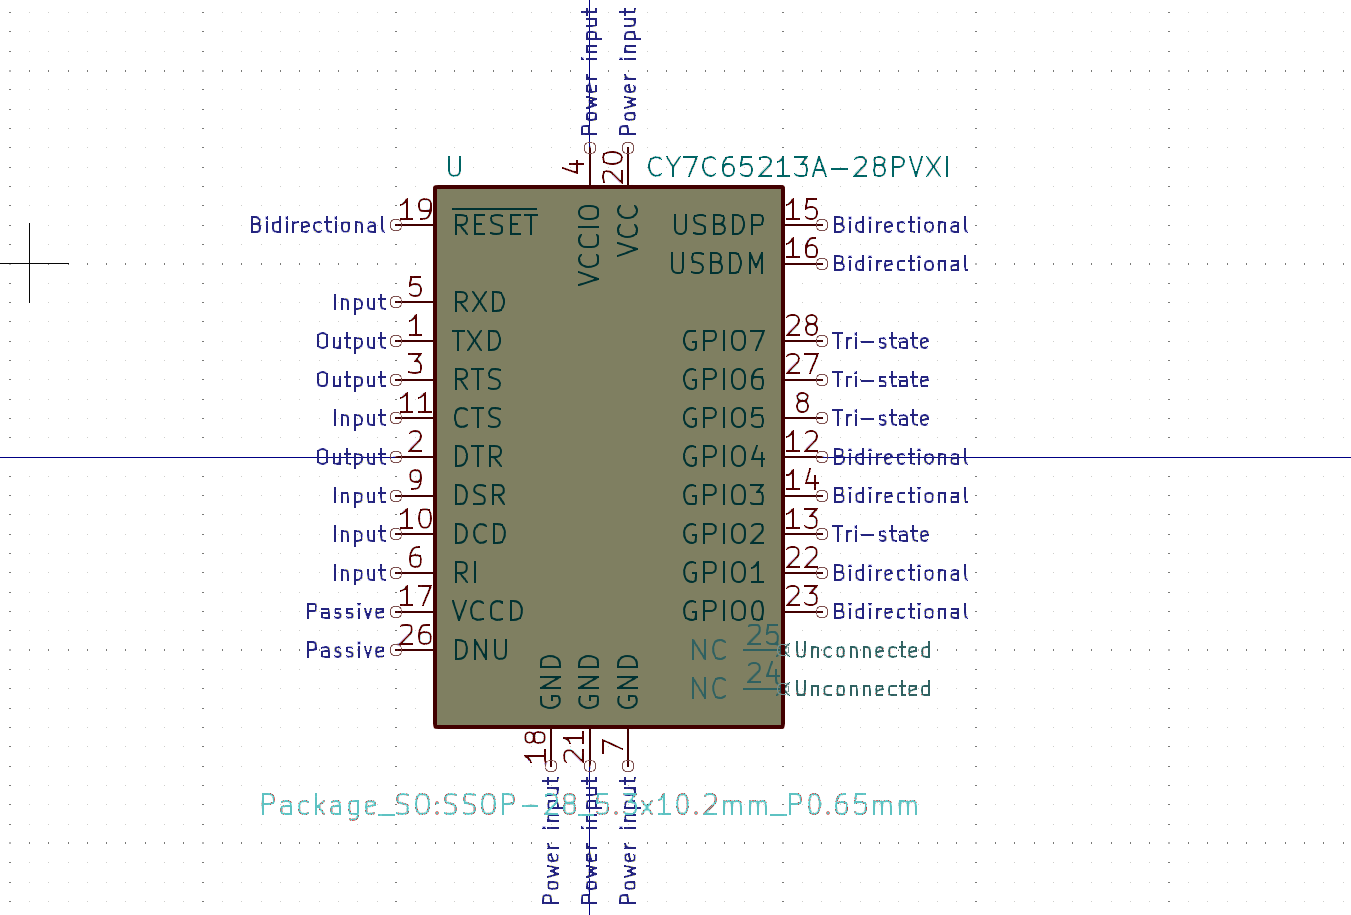 Power input
Power input
4
20
U
CY7C65213A-28PVXI
VCCIO
VCC
Bidirectional 19 RESET
USBDP 15 Bidirectional
USBDM 16 Bidirectional
Input 5 RXD
Output 1 TXD
GPIO7 28 Tri-state
Output 3 RTS
GPIO6 27 Tri-state
Input 11 CTS
GPIO5 8 Tri-state
Output 2 DTR
GPIO4 12 Bidirectional
Input 9 DSR
GPIO3 14 Bidirectional
Input 10 DCD
GPIO2 13 Tri-state
Input 6 RI
GPIO1 22 Bidirectional
Passive 17 VCCD
GPIO0 23 Bidirectional
Passive 26 DNU
NC 25 Unconnected
NC 24 Unconnected
GND
GND
GND
18
21
7
Package_SO:SSOP-28_5.3x10.2mm_P0.65mm
Power input
Power input
Power input